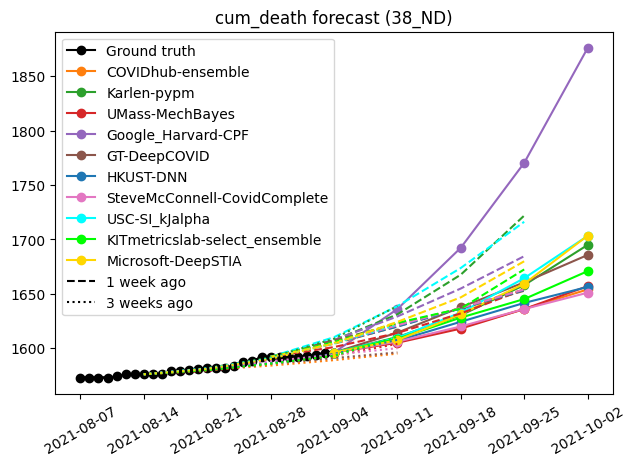 cum_death forecast (38_ND)
Ground truth
COVIDhub-ensemble
Karlen-pypm
UMass-MechBayes
Google_Harvard-CPF
GT-DeepCOVID
HKUST-DNN
SteveMcConnell-CovidComplete
USC-SI_kJalpha
KITmetricslab-select_ensemble
Microsoft-DeepSTIA
1 week ago
3 weeks ago
1850
1800
1750
1700
1650
1600
2021-08-07
2021-08-14
2021-08-21
2021-08-28
2021-09-04
2021-09-11
2021-09-18
2021-09-25
2021-10-02